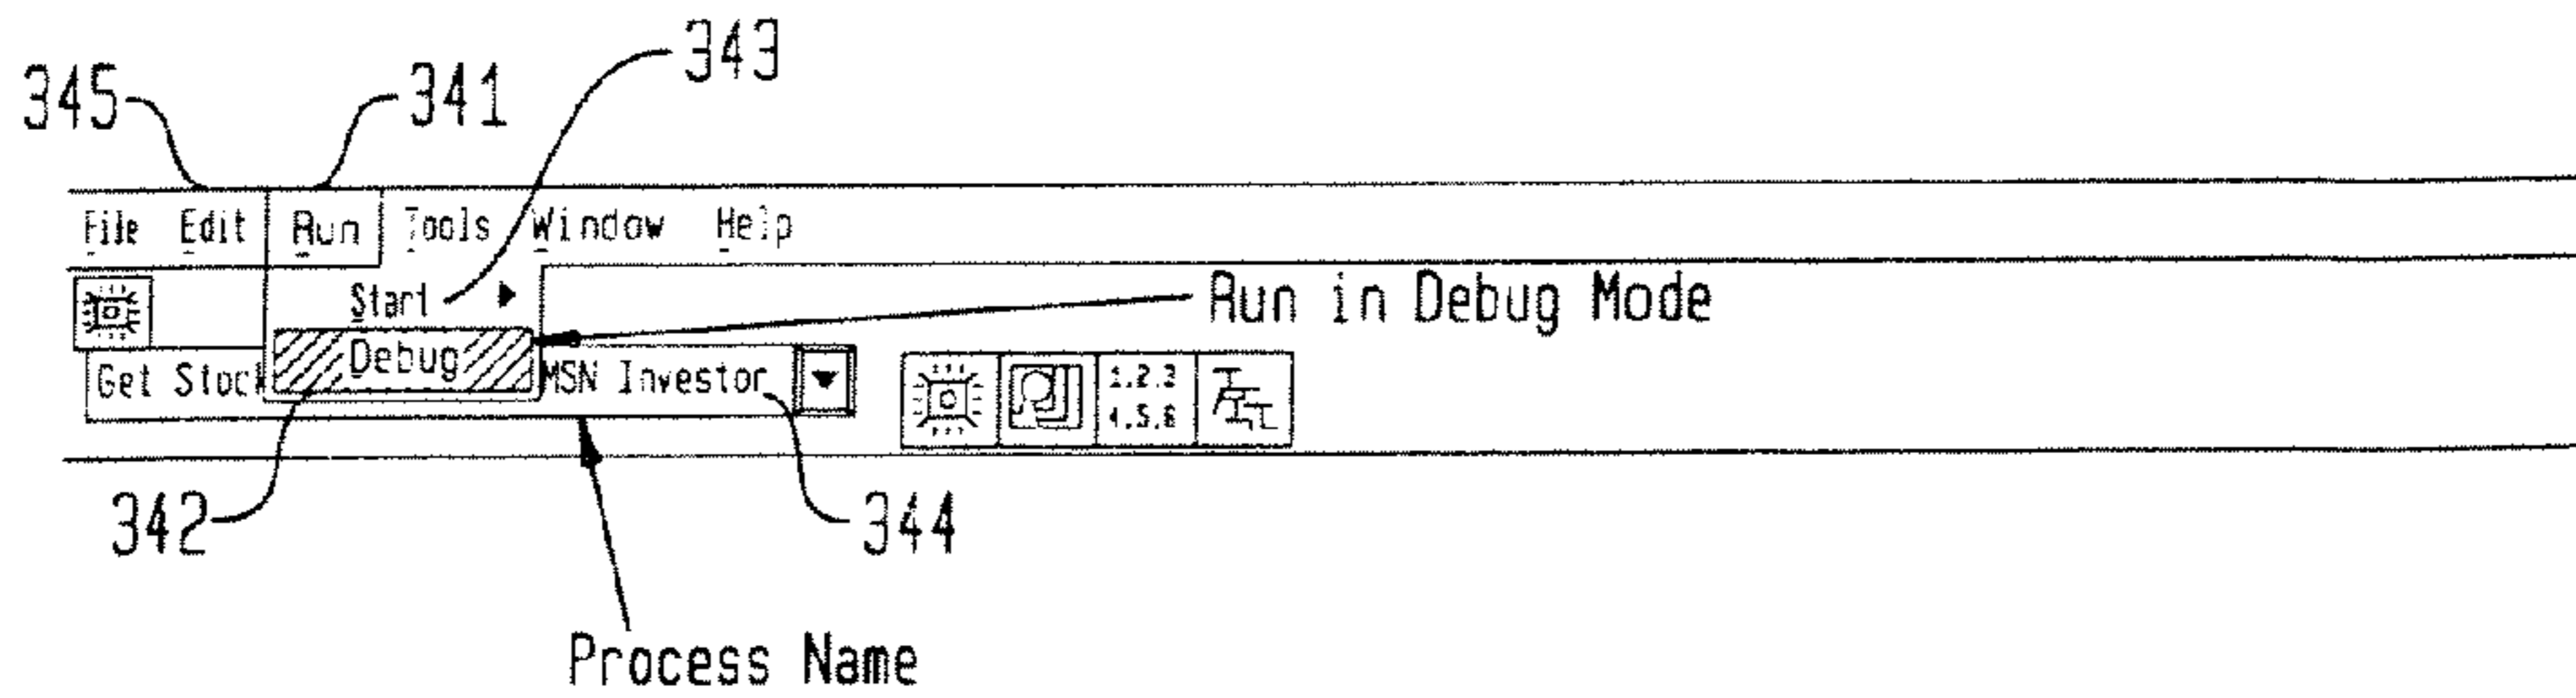 343
345 341
File Edit Run Tools Window Help
Start
Run in Debug Mode
Debug
Get Stock MSN Investor
1.2.3
4.5.6
342 344
Process Name